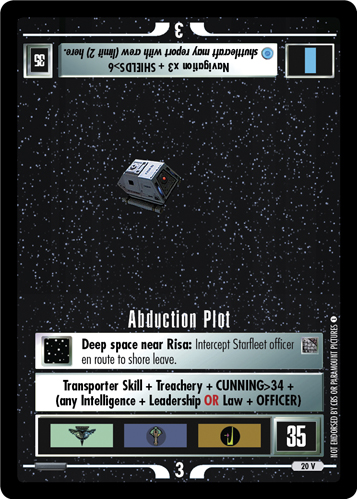 3
Navigation x3 + SHIELDS>6
shuttlecraft may report with crew (limit 2) here.
35
Abduction Plot
Deep space near Risa: Intercept Starfleet officer
en route to shore leave.
Transporter Skill + Treachery + CUNNING>34 +
(any Intelligence + Leadership OR Law + OFFICER)
35
3
20 V
NOT ENDORSED BY CBS OR PARAMOUNT PICTURES